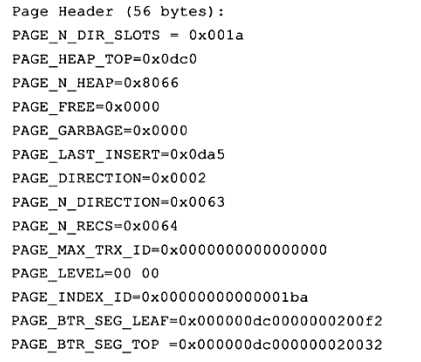 Page Header (56 bytes):
PAGE_N_DIR_SLOTS = 0x001a
PAGE_HEAP_TOP=0x0dc0
PAGE_N_HEAP=0x8066
PAGE_FREE=0x0000
PAGE_GARBAGE=0x0000
PAGE_LAST_INSERT=0x0da5
PAGE_DIRECTION=0x0002
PAGE_N_DIRECTION=0x0063
PAGE_N_RECS=0x0064
PAGE_MAX_TRX_ID=0x0000000000000000
PAGE_LEVEL=00 00
PAGE_INDEX_ID=0x00000000000001ba
PAGE_BTR_SEG_LEAF=0x000000dc0000000200f2
PAGE_BTR_SEG_TOP =0x000000dc000000020032